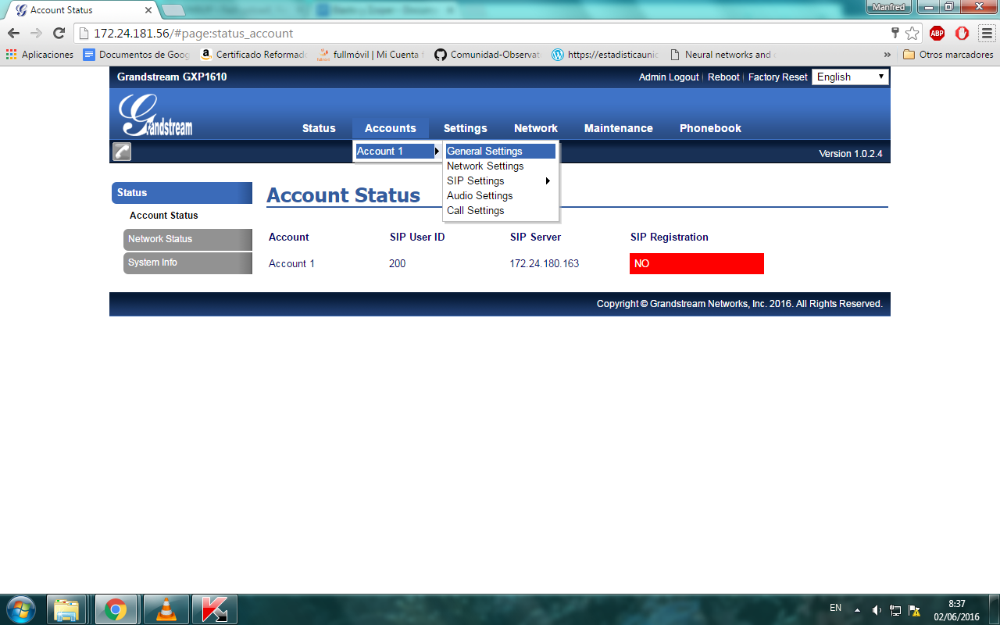 Account Status
Manfred
172.24.181.56/#page:status_account
ABP
Aplicaciones
Documentos de Goog
Certificado Reformado
fullmóvil | Mi Cuenta
Comunidad-Observat
https://estadisticaunic
Neural networks and
»
Otros marcadores
Grandstream GXP1610
Admin Logout | Reboot | Factory Reset
English
Grandstream
Status
Accounts
Settings
Network
Maintenance
Phonebook
Account 1
General Settings
Network Settings
SIP Settings
Audio Settings
Call Settings
Version 1.0.2.4
Status
Account Status
Network Status
System Info
Account Status
Account SIP User ID SIP Server SIP Registration
Account 1 200 172.24.180.163 NO
Copyright © Grandstream Networks, Inc. 2016. All Rights Reserved.
EN
8:37
02/06/2016